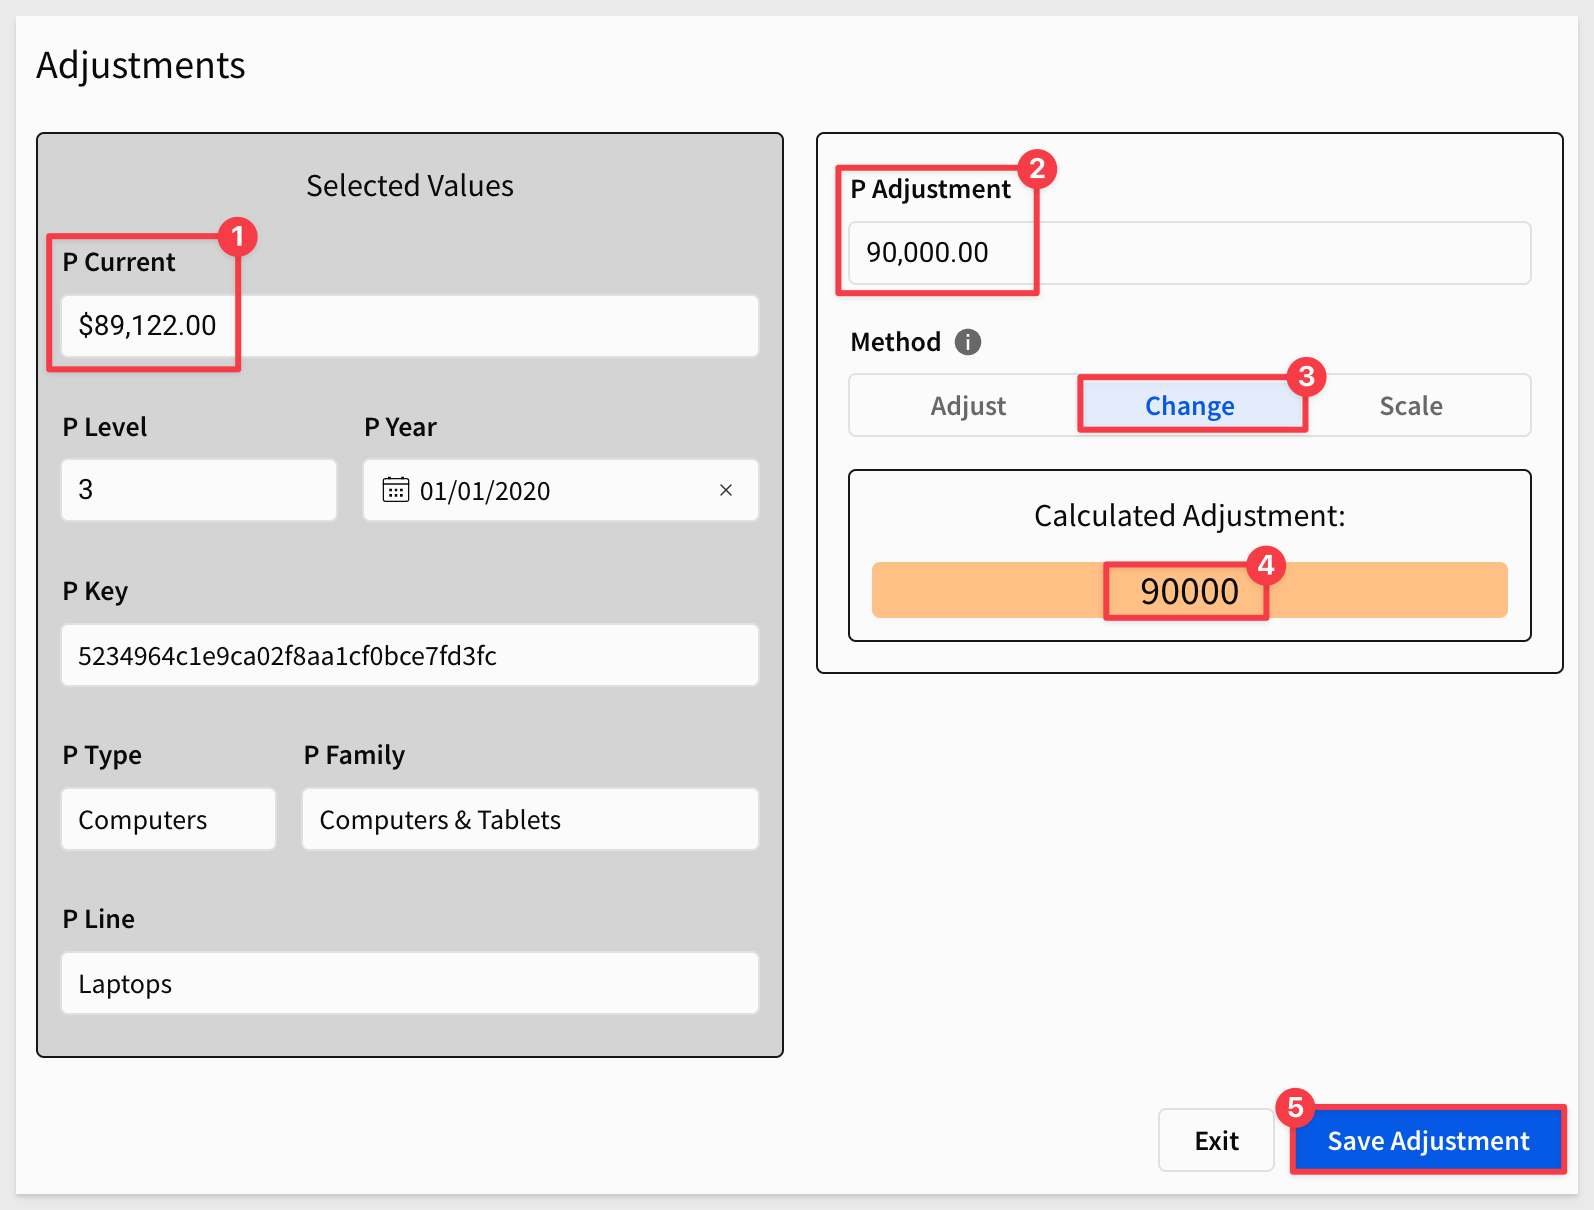 Adjustments
Selected Values
1
P Current
$89,122.00
P Level
P Year
3
01/01/2020
P Key
5234964c1e9ca02f8aa1cf0bce7fd3fc
P Type
P Family
Computers
Computers & Tablets
P Line
Laptops
2
P Adjustment
90,000.00
Method
3
Adjust
Change
Scale
Calculated Adjustment:
4
90000
5
Exit
Save Adjustment